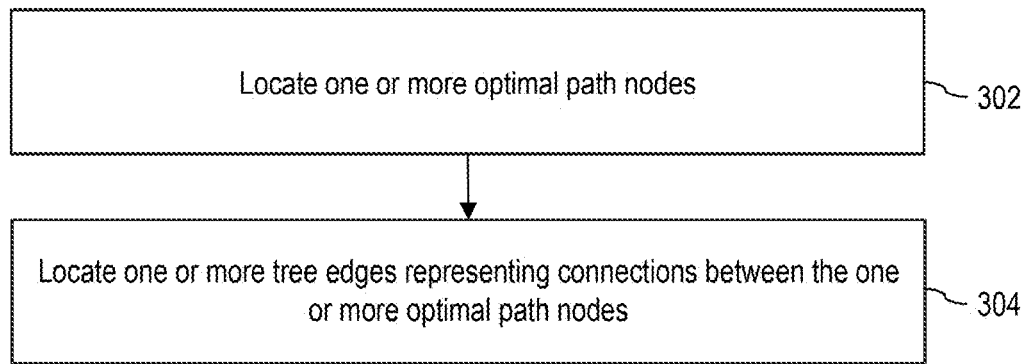 Locate one or more optimal path nodes
302
Locate one or more tree edges representing connections between the one
or more optimal path nodes
304